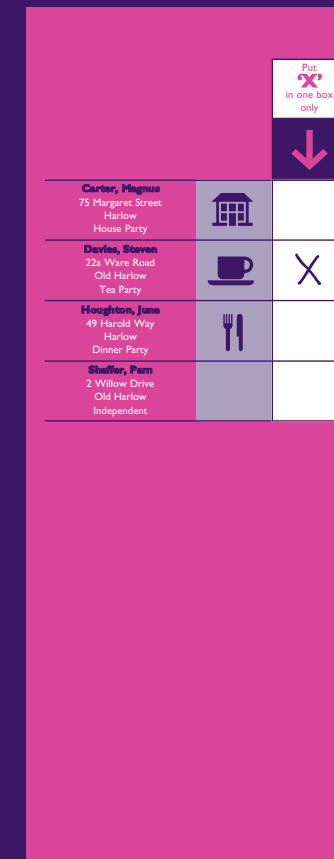 Put
'X'
in one box
only
Carter, Magnus
75 Margaret Street
Harlow
House Party
Davies, Steven
22a Ware Road
Old Harlow
Tea Party
X
Houghton, June
49 Harold Way
Harlow
Dinner Party
Shaffer, Pam
2 Willow Drive
Old Harlow
Independent